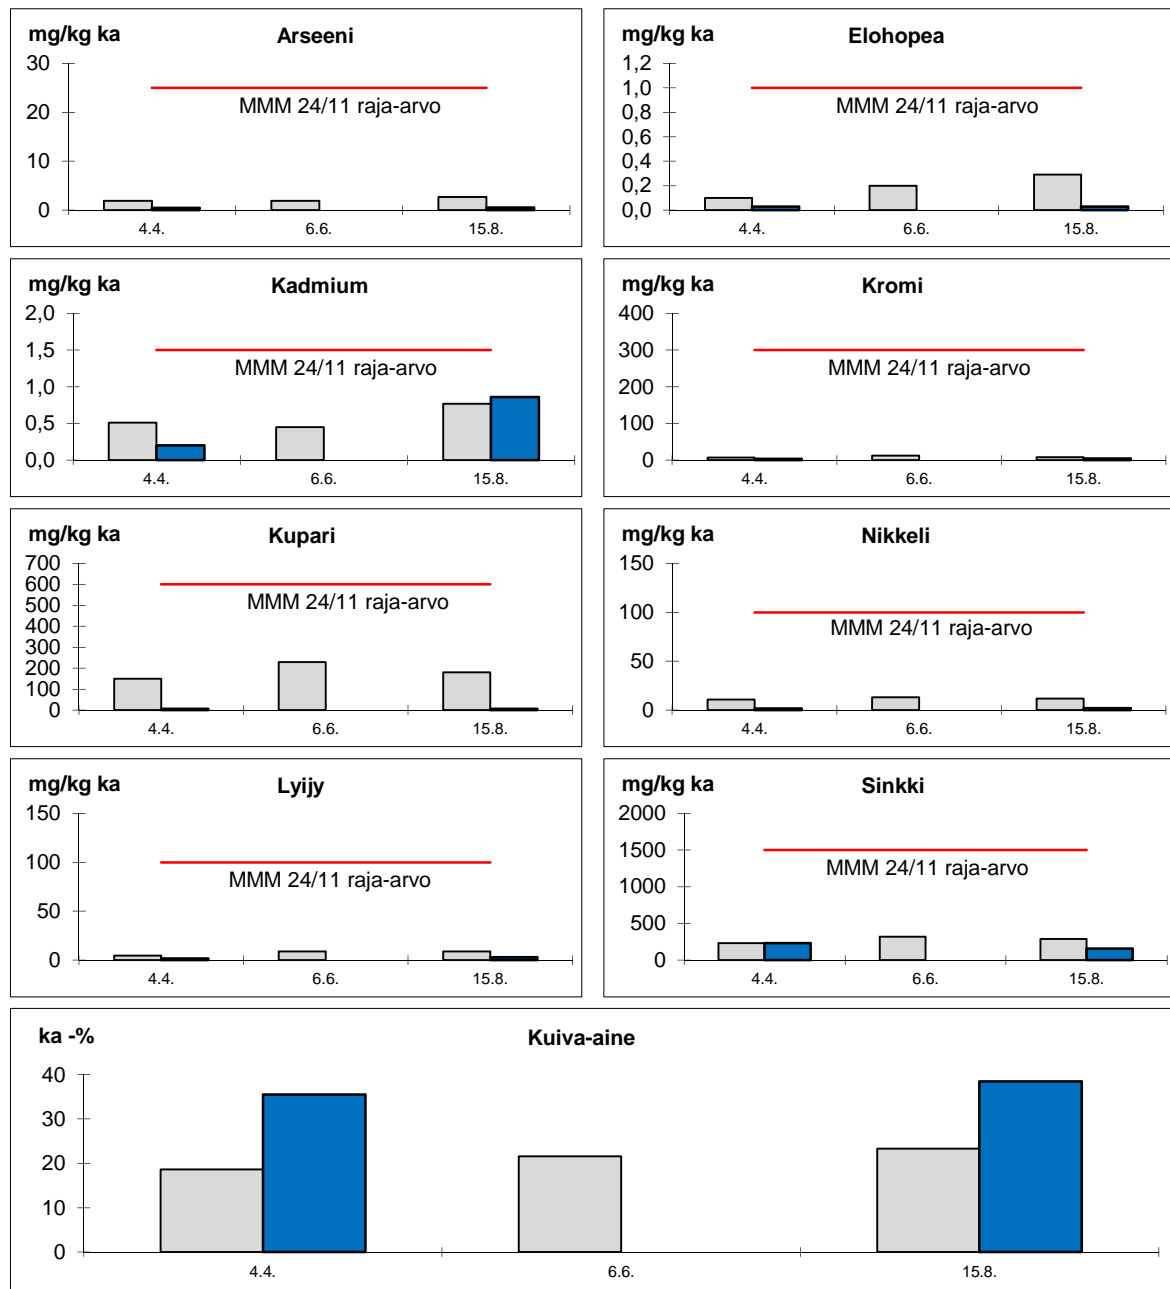 mg/kg ka
Arseeni
30
20
10
0
MMM 24/11 raja-arvo
4.4.
6.6.
15.8.
mg/kg ka
Elohopea
1,2
1,0
0,8
0,6
0,4
0,2
0,0
MMM 24/11 raja-arvo
4.4.
6.6.
15.8.
mg/kg ka
Kadmium
2,0
1,5
1,0
0,5
0,0
MMM 24/11 raja-arvo
4.4.
6.6.
15.8.
mg/kg ka
Kromi
400
300
200
100
0
MMM 24/11 raja-arvo
4.4.
6.6.
15.8.
mg/kg ka
Kupari
700
600
500
400
300
200
100
0
MMM 24/11 raja-arvo
4.4.
6.6.
15.8.
mg/kg ka
Nikkeli
150
100
50
0
MMM 24/11 raja-arvo
4.4.
6.6.
15.8.
mg/kg ka
Lyijy
150
100
50
0
MMM 24/11 raja-arvo
4.4.
6.6.
15.8.
mg/kg ka
Sinkki
2000
1500
1000
500
0
MMM 24/11 raja-arvo
4.4.
6.6.
15.8.
ka -%
Kuiva-aine
40
30
20
10
0
4.4.
6.6.
15.8.